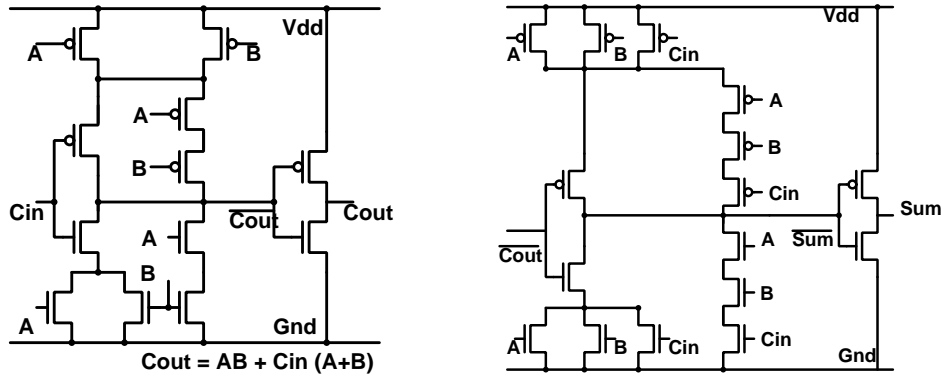 Vdd
A
B
A
B
Cin
Cout
Cout
A
B
A
Gnd
Cout = AB + Cin (A+B)
Vdd
A
B
Cin
A
B
Cin
Cout
Sum
Sum
A
B
Cin
A
B
Cin
Gnd